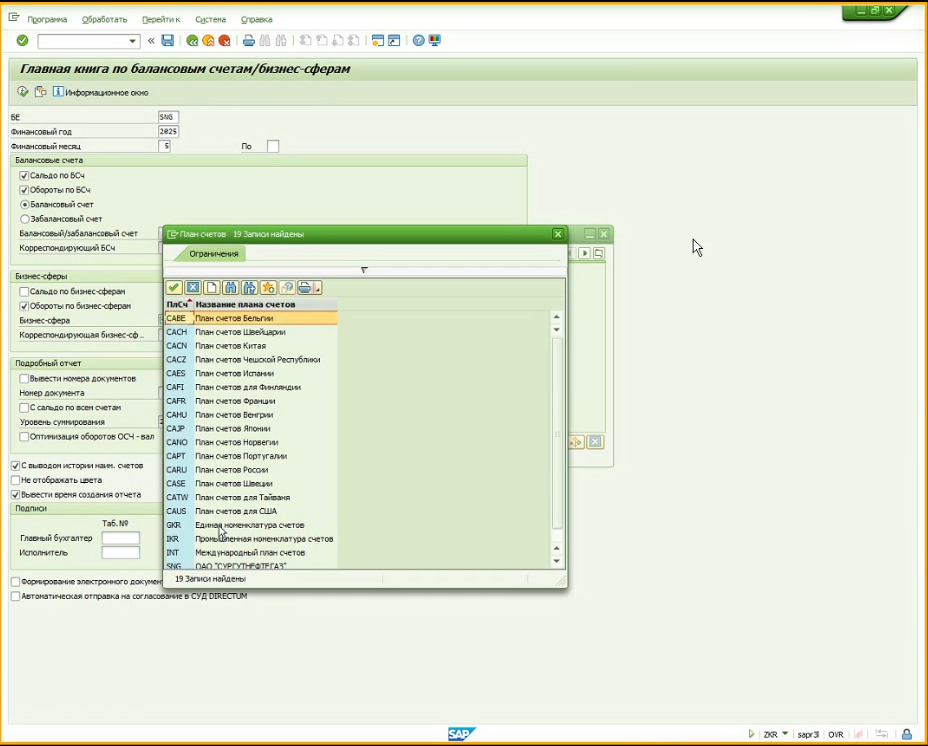 Программа Обработать Перейти к Система Справка
Главная книга по балансовым счетам/бизнес-сферам
Информационное окно
БЕ SNG
Финансовый год 2025
Финансовый месяц 5 По
Балансовые счета
Сальдо по БСч
Обороты по БСч
Балансовый счет
Забалансовый счет
Балансовый/забалансовый счет
Корреспондирующий БСч
Бизнес-сферы
Сальдо по бизнес-сферам
Обороты по бизнес-сферам
Бизнес-сфера
Корреспондирующая бизнес-сф..
Подробный отчет
Вывести номера документов
Номер документа
С сальдо по всем счетам
Уровень суммирования
Оптимизация оборотов ОСЧ - вал
С выводом истории наим. счетов
Не отображать цвета
Вывести время создания отчета
Подписи
Таб.№
Главный бухгалтер
Исполнитель
Формирование электронного докумен
Автоматическая отправка на согласование в СУД DIRECTUM
План счетов 19 Записи найдены
Ограничения
ПлСч Название плана счетов
CABE План счетов Бельгии
CACH План счетов Швейцарии
CACN План счетов Китая
CACZ План счетов Чешской Республики
CAES План счетов Испании
CAFI План счетов для Финляндии
CAFR План счетов Франции
CAHU План счетов Венгрии
CAJP План счетов Японии
CANO План счетов Норвегии
CAPT План счетов Португалии
CARU План счетов России
CASE План счетов Швеции
CATW План счетов для Тайваня
CAUS План счетов для США
GKR Единая номенклатура счетов
IKR Промышленная номенклатура счетов
INT Международный план счетов
SNG ОАО "СУРГУТНЕФТЕГАЗ"
19 Записи найдены
SAP
ZKR sapr3l OVR